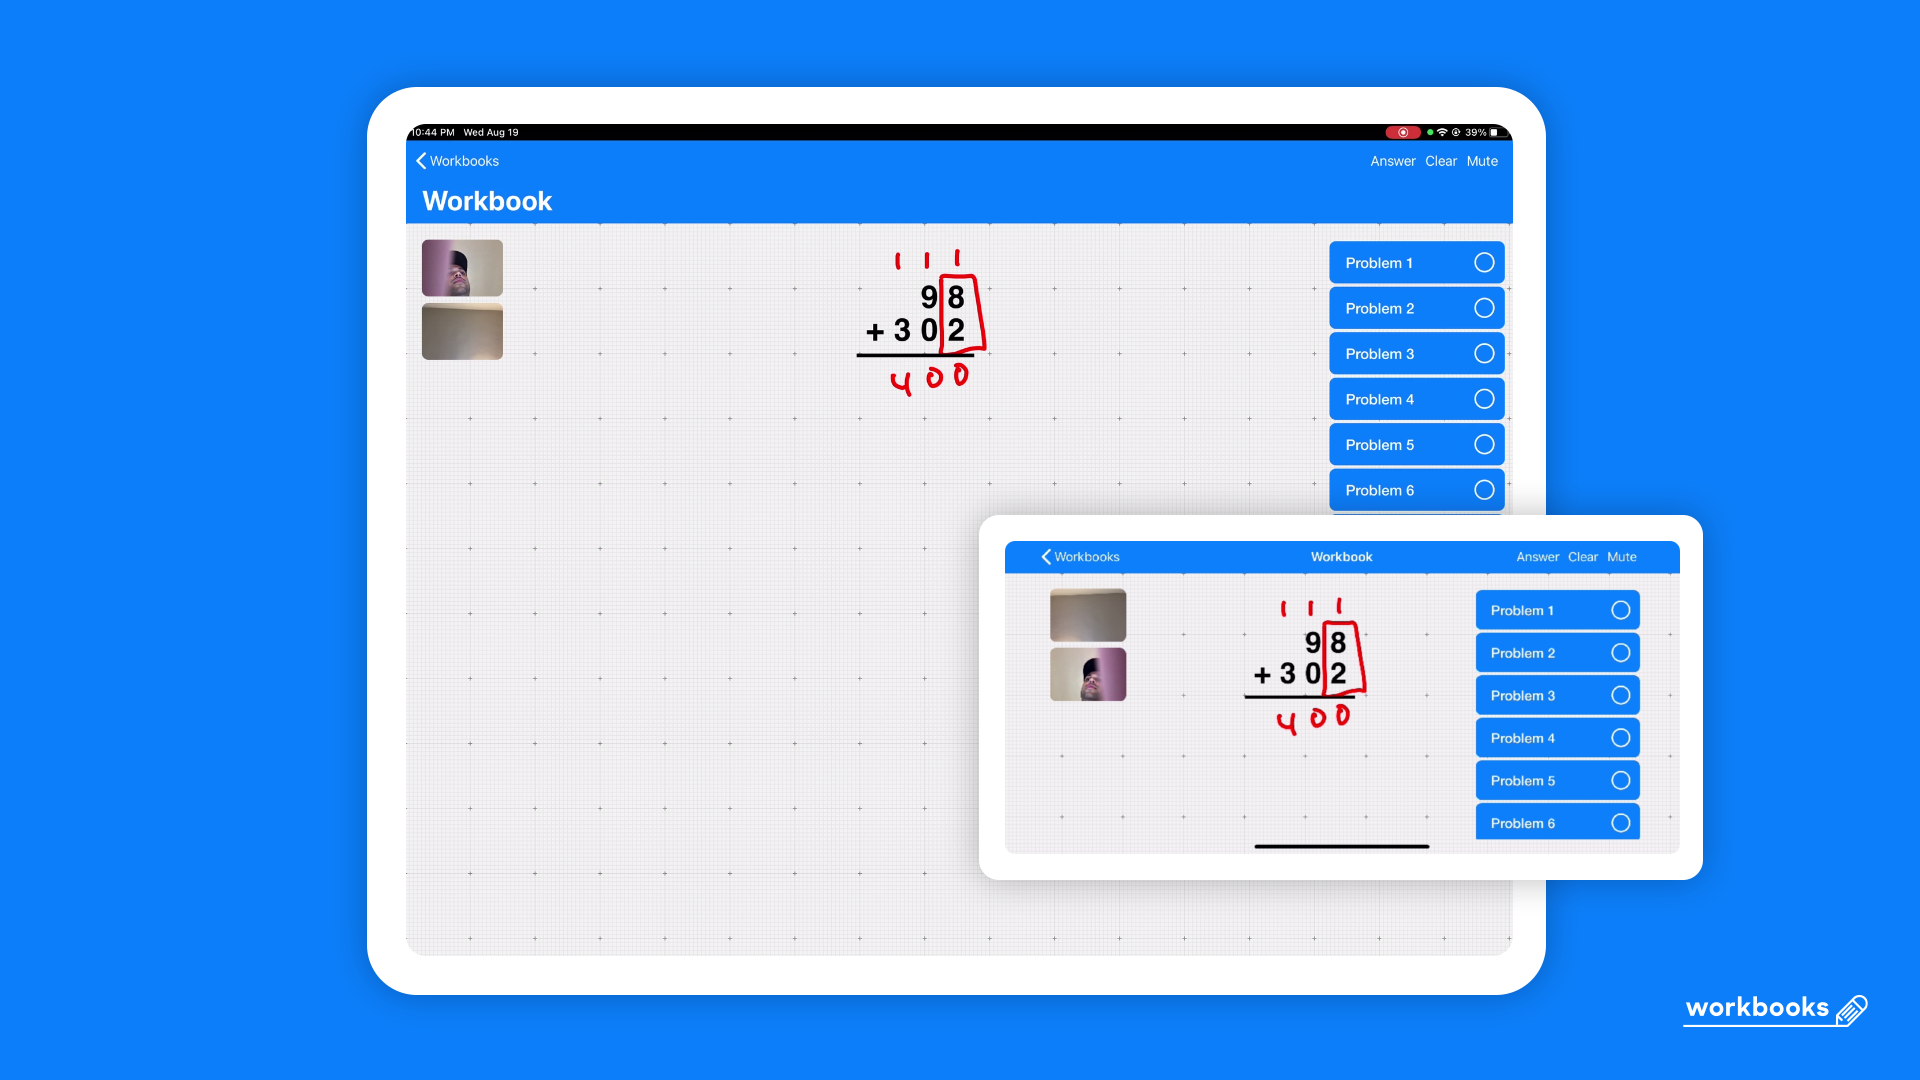 10:44 PM Wed Aug 19 39%
Workbooks Answer Clear Mute
Workbook
1 1 1
98
+ 302
400
Problem 1
Problem 2
Problem 3
Problem 4
Problem 5
Problem 6
Workbooks Workbook Answer Clear Mute
1 1 1
98
+ 302
400
Problem 1
Problem 2
Problem 3
Problem 4
Problem 5
Problem 6
workbooks